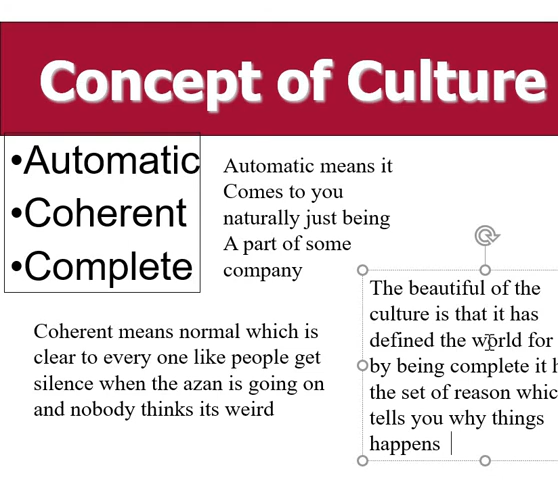 Concept of Culture
•Automatic
•Coherent
•Complete
Automatic means it
Comes to you
naturally just being
A part of some
company
Coherent means normal which is
clear to every one like people get
silence when the azan is going on
and nobody thinks its weird
The beautiful of the
culture is that it has
defined the world for
by being complete it
the set of reason
tells you why things
happens